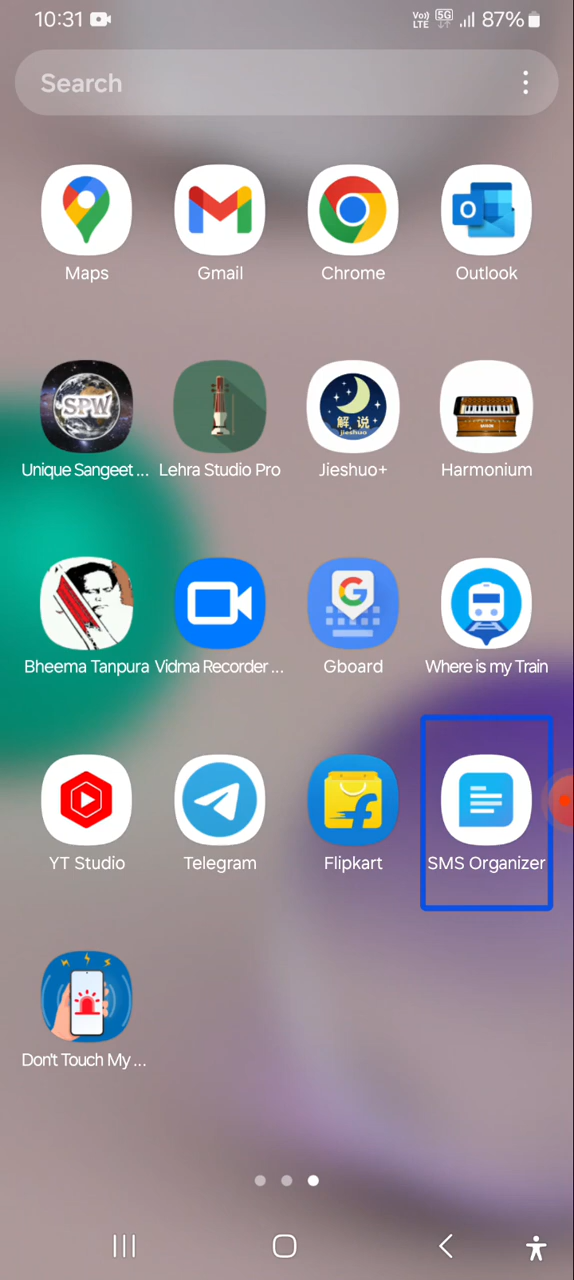 10:31
Vo)) LTE 5G 87%
Search
Maps
Gmail
Chrome
Outlook
SPW
解 说
jieshuo
Unique Sangeet ...
Lehra Studio Pro
Jieshuo+
Harmonium
G
Bheema Tanpura
Vidma Recorder ...
Gboard
Where is my Train
YT Studio
Telegram
Flipkart
SMS Organizer
Don't Touch My ...